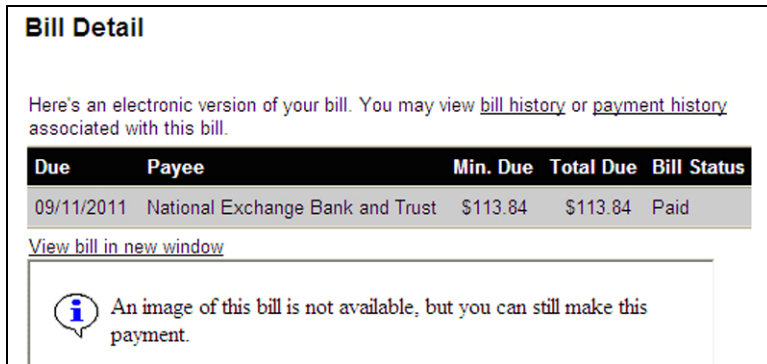 Bill Detail
Here's an electronic version of your bill. You may view bill history or payment history
associated with this bill.
Due Payee Min. Due Total Due Bill Status
09/11/2011 National Exchange Bank and Trust $113.84 $113.84 Paid
View bill in new window
An image of this bill is not available, but you can still make this
payment.